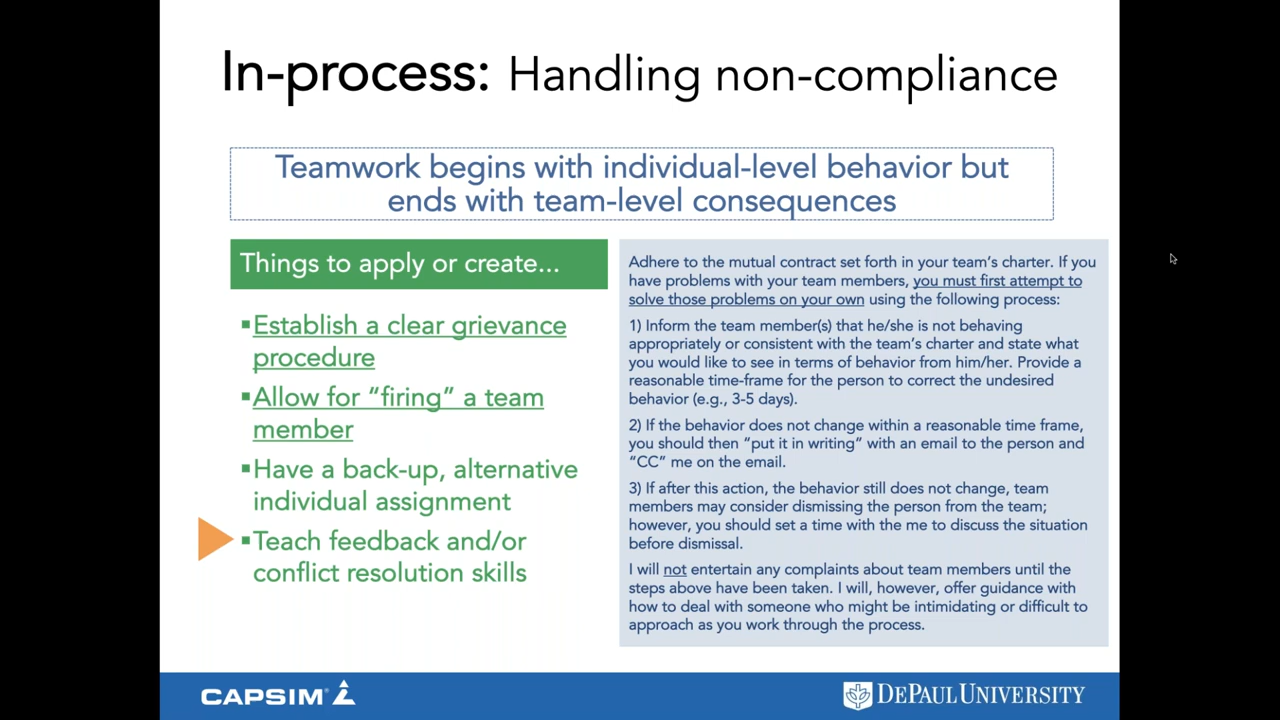 In-process: Handling non-compliance
Teamwork begins with individual-level behavior but
ends with team-level consequences
Things to apply or create...
▪Establish a clear grievance
procedure
▪Allow for “firing” a team
member
▪Have a back-up, alternative
individual assignment
▪Teach feedback and/or
conflict resolution skills
Adhere to the mutual contract set forth in your team’s charter. If you
have problems with your team members, you must first attempt to
solve those problems on your own using the following process:
1) Inform the team member(s) that he/she is not behaving
appropriately or consistent with the team’s charter and state what
you would like to see in terms of behavior from him/her. Provide a
reasonable time-frame for the person to correct the undesired
behavior (e.g., 3-5 days).
2) If the behavior does not change within a reasonable time frame,
you should then “put it in writing” with an email to the person and
“CC” me on the email.
3) If after this action, the behavior still does not change, team
members may consider dismissing the person from the team;
however, you should set a time with the me to discuss the situation
before dismissal.
I will not entertain any complaints about team members until the
steps above have been taken. I will, however, offer guidance with
how to deal with someone who might be intimidating or difficult to
approach as you work through the process.
CAPSIM®
DEPAUL UNIVERSITY